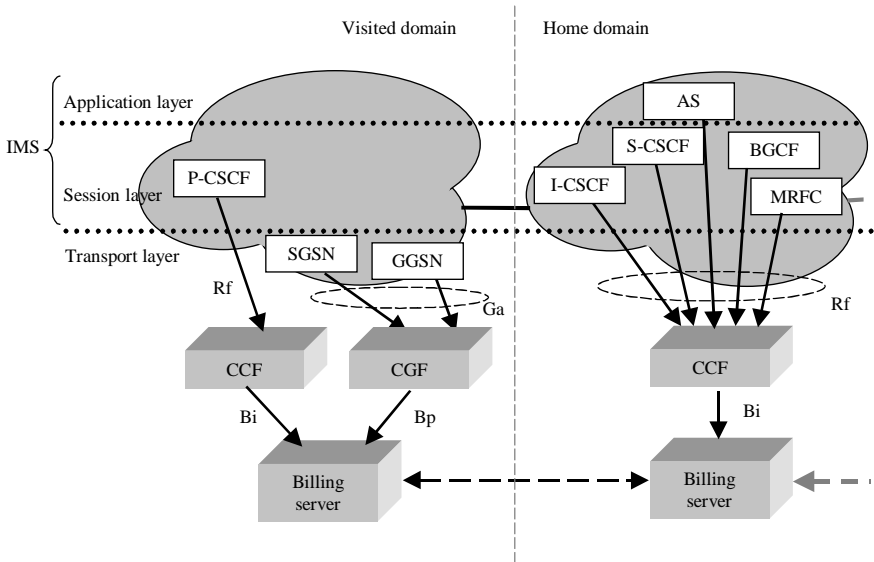 Visited domain
Home domain
Application layer
AS
IMS
S-CSCF
BGCF
P-CSCF
I-CSCF
Session layer
MRFC
Transport layer
SGSN
GGSN
Rf
Ga
Rf
CCF
CGF
CCF
Bi
Bp
Bi
Billing
server
Billing
server